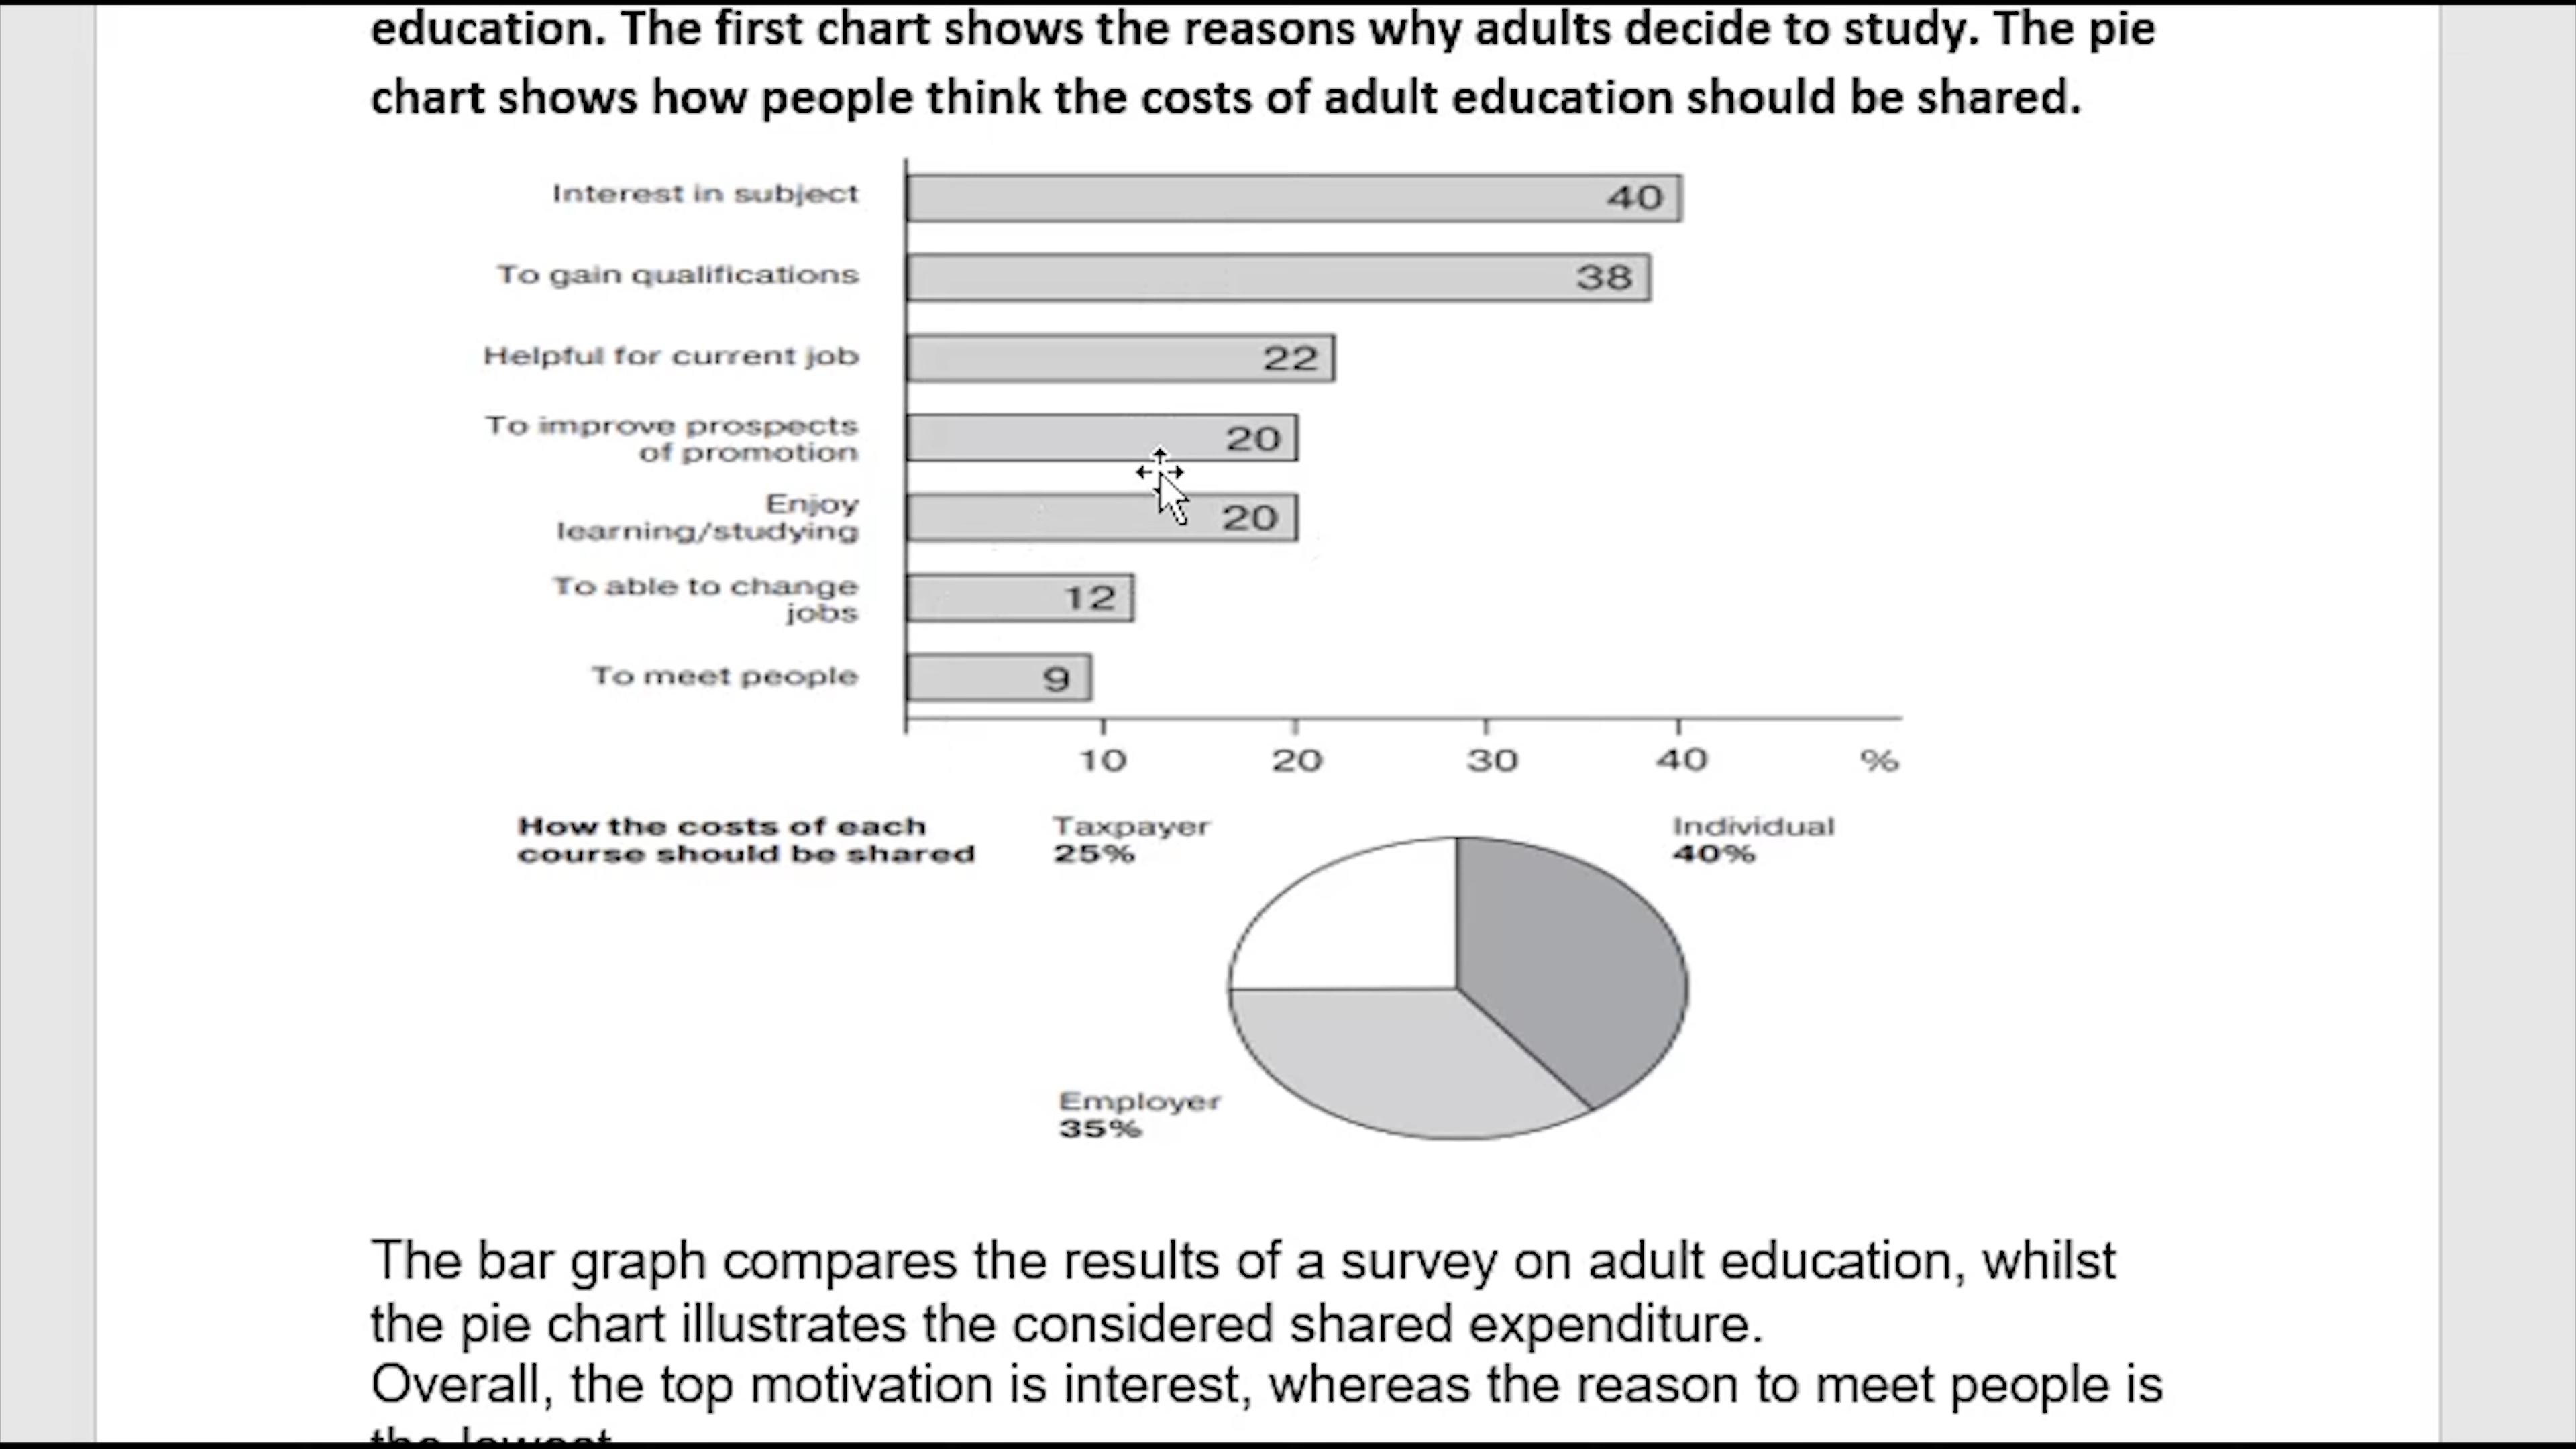 education. The first chart shows the reasons why adults decide to study. The pie
chart shows how people think the costs of adult education should be shared.
Interest in subject 40
To gain qualifications 38
Helpful for current job 22
To improve prospects
of promotion 20
Enjoy
learning/studying 20
To able to change
jobs 12
To meet people 9
10 20 30 40 %
How the costs of each
course should be shared
Taxpayer
25%
Individual
40%
Employer
35%
The bar graph compares the results of a survey on adult education, whilst
the pie chart illustrates the considered shared expenditure.
Overall, the top motivation is interest, whereas the reason to meet people is
the lowest